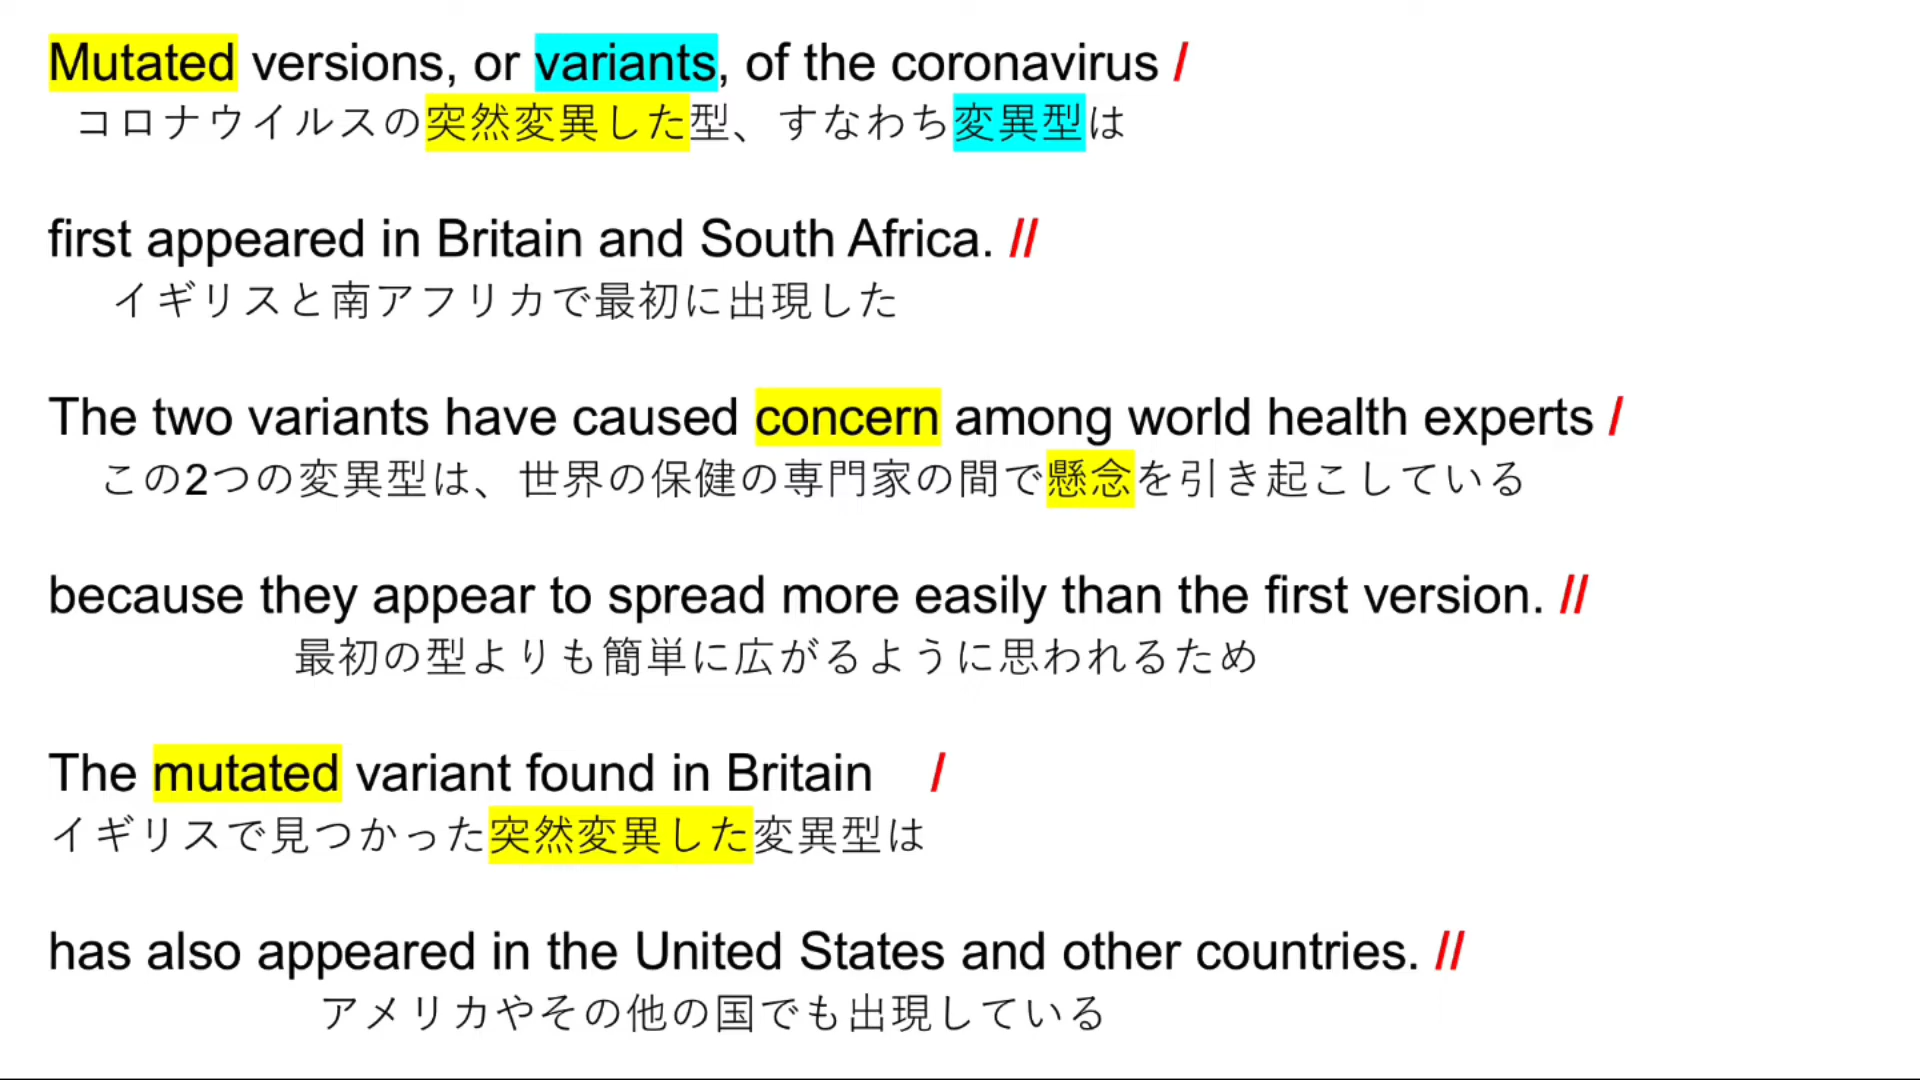 Mutated versions, or variants, of the coronavirus /
コロナウイルスの突然変異した型、すなわち変異型は
first appeared in Britain and South Africa. //
イギリスと南アフリカで最初に出現した
The two variants have caused concern among world health experts /
この2つの変異型は、世界の保健の専門家の間で懸念を引き起こしている
because they appear to spread more easily than the first version. //
最初の型よりも簡単に広がるように思われるため
The mutated variant found in Britain /
イギリスで見つかった突然変異した変異型は
has also appeared in the United States and other countries. //
アメリカやその他の国でも出現している